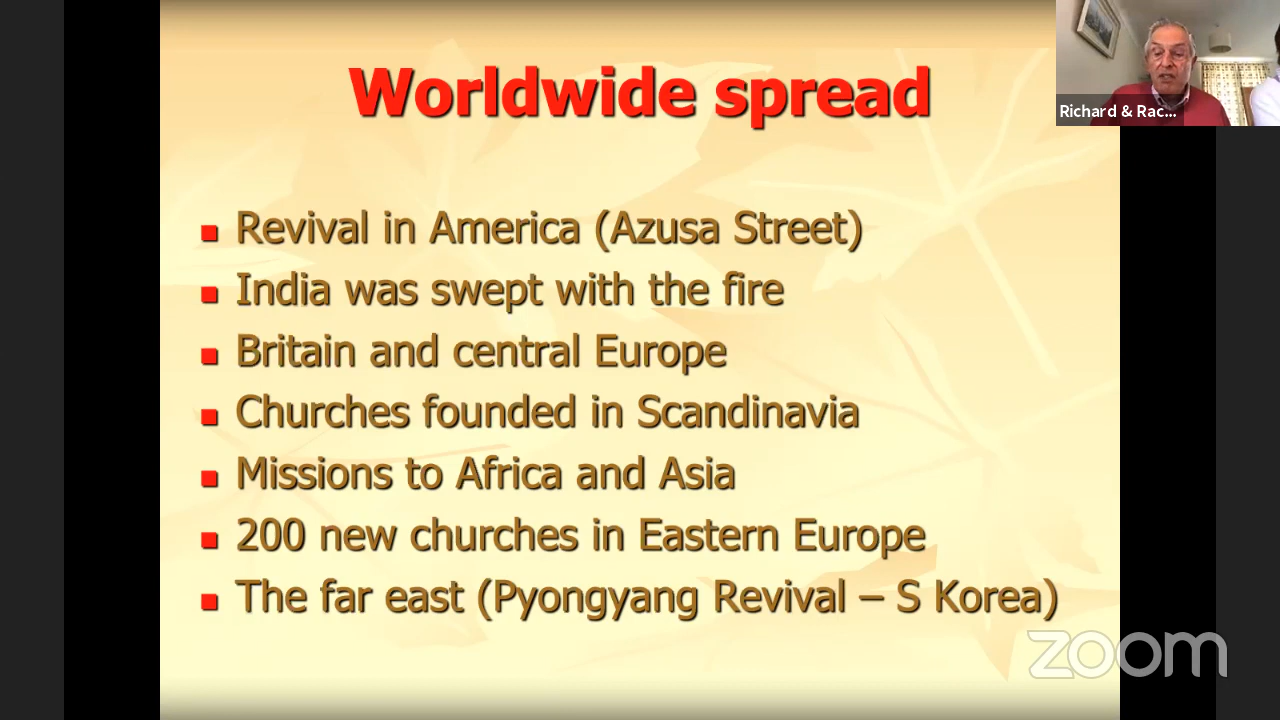 Worldwide spread
Richard & Rac...
Revival in America (Azusa Street)
India was swept with the fire
Britain and central Europe
Churches founded in Scandinavia
Missions to Africa and Asia
200 new churches in Eastern Europe
The far east (Pyongyang Revival – S Korea)
zoom